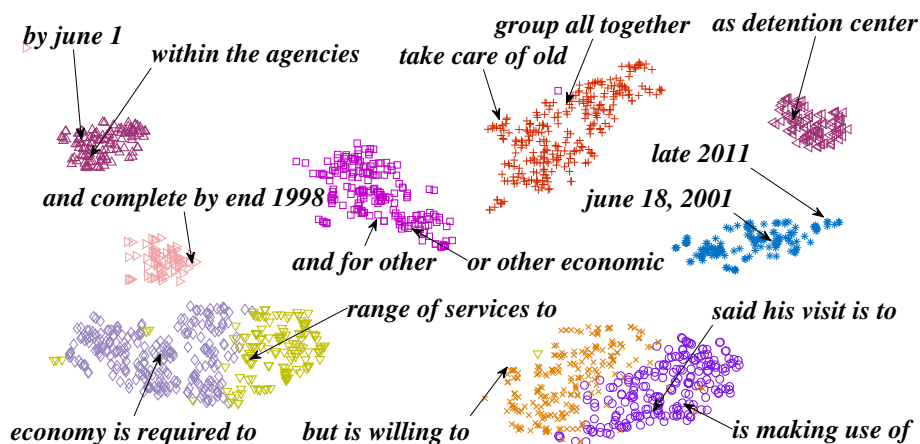 by june 1
within the agencies
group all together
take care of old
as detention center
late 2011
and complete by end 1998
june 18, 2001
and for other
or other economic
range of services to
said his visit is to
economy is required to
but is willing to
is making use of